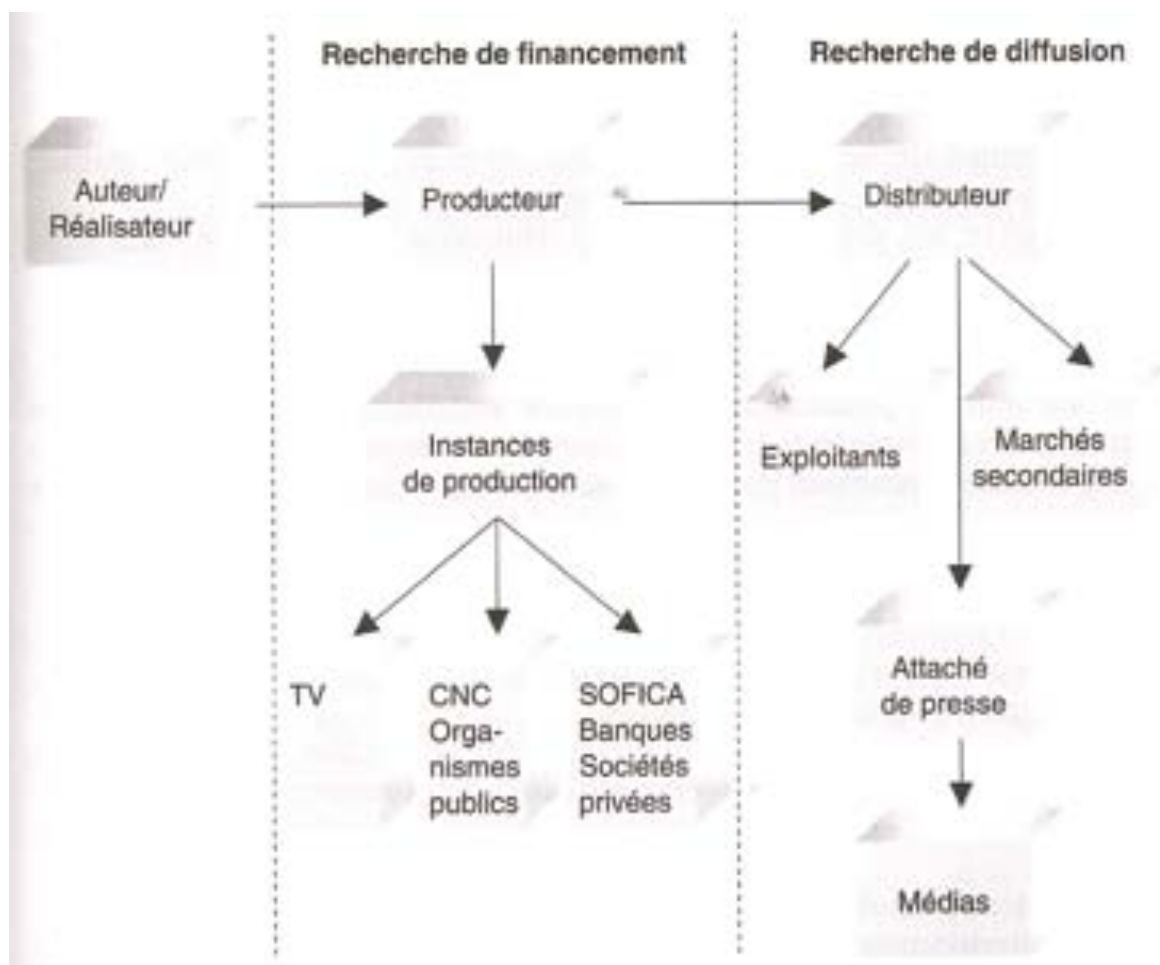 Recherche de financement
Recherche de diffusion
Auteur/
Réalisateur
Producteur
Distributeur
Instances
de production
Exploitants
Marchés
secondaires
TV
CNC
Orga-
nismes
publics
SOFICA
Banques
Sociétés
privées
Attaché
de presse
Médias